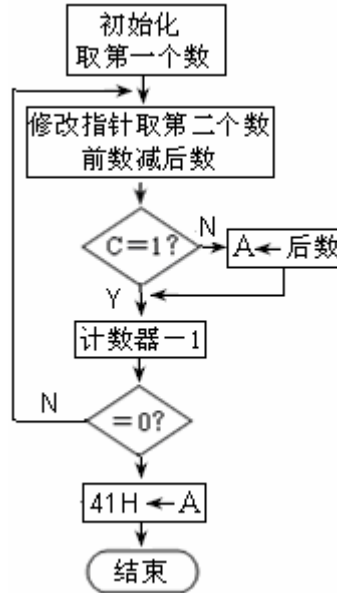 初始化
取第一个数
修改指针取第二个数
前数减后数
C=1?
N
A←后数
Y
计数器－1
N
=0?
41H←A
结束